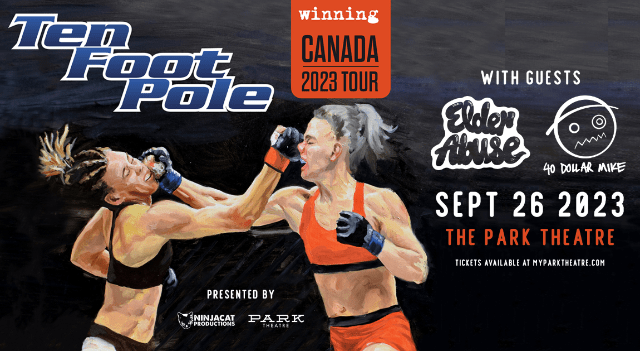 Ten
Foot
Pole
winning
CANADA
2023 TOUR
WITH GUESTS
Elder
Abuse
40 DOLLAR MIKE
SEPT 26 2023
THE PARK THEATRE
TICKETS AVAILABLE AT MYPARKTHEATRE.COM
PRESENTED BY
NINJACAT
PRODUCTIONS
PARK
THEATRE